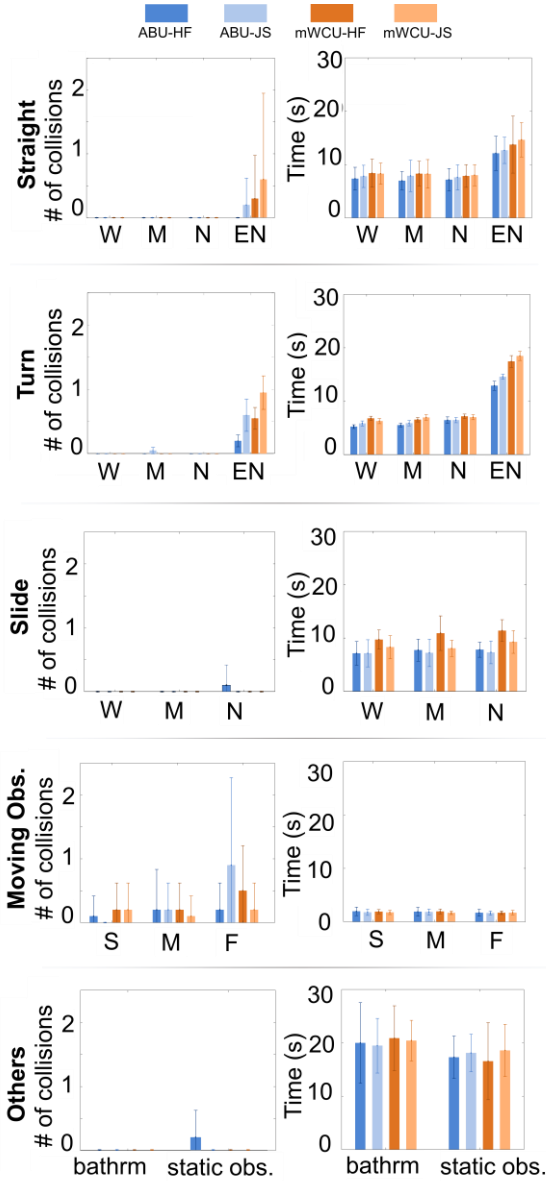 ABU-HF ABU-JS mWCU-HF mWCU-JS
Straight
# of collisions
2
1
0
W M N EN
Time (s)
30
20
10
0
W M N EN
Turn
# of collisions
2
1
0
W M N EN
Time (s)
30
20
10
0
W M N EN
Slide
# of collisions
2
1
0
W M N
Time (s)
30
20
10
0
W M N
Moving Obs.
# of collisions
2
1
0
S M F
Time (s)
30
20
10
0
S M F
Others
# of collisions
2
1
0
bathrm static obs.
Time (s)
30
20
10
0
bathrm static obs.